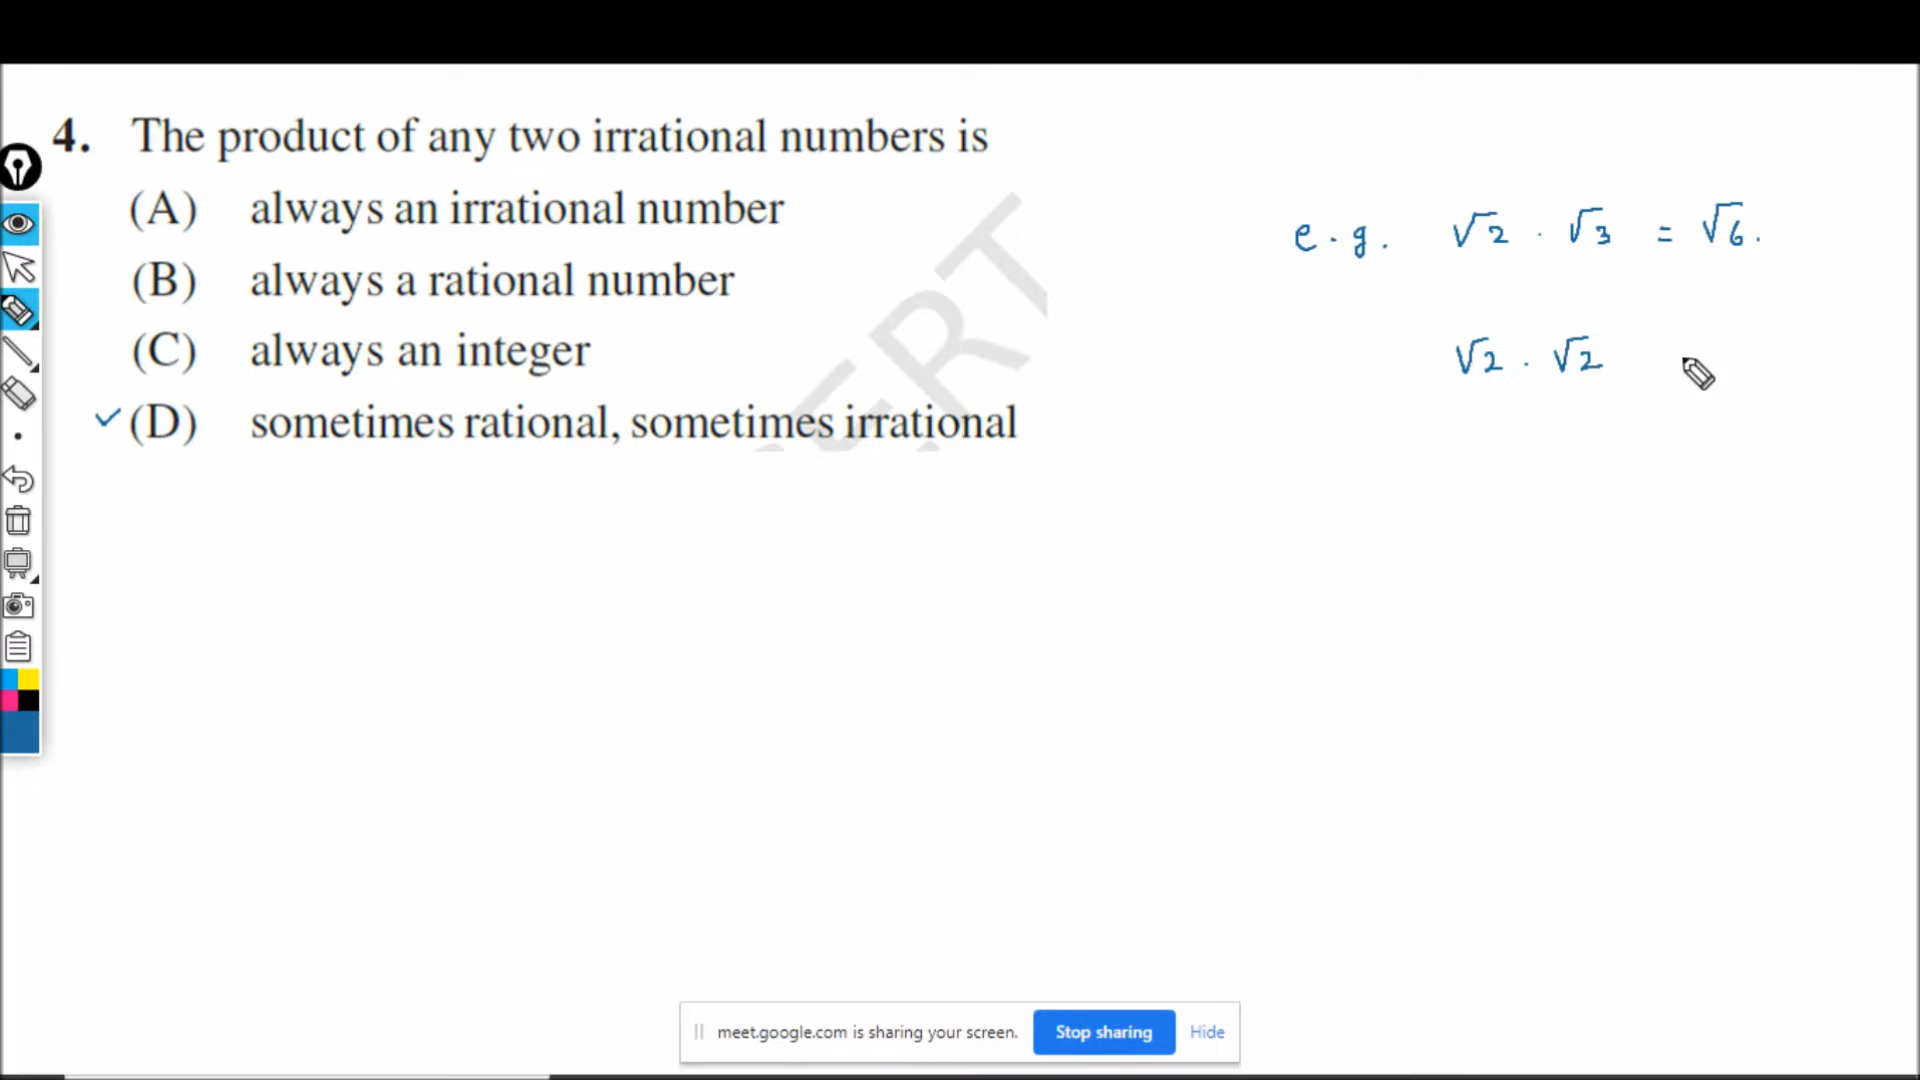 4. The product of any two irrational numbers is
(A) always an irrational number
(B) always a rational number
(C) always an integer
(D) sometimes rational, sometimes irrational
e.g. √2 · √3 = √6.
√2 · √2
ERT
meet.google.com is sharing your screen. Stop sharing Hide